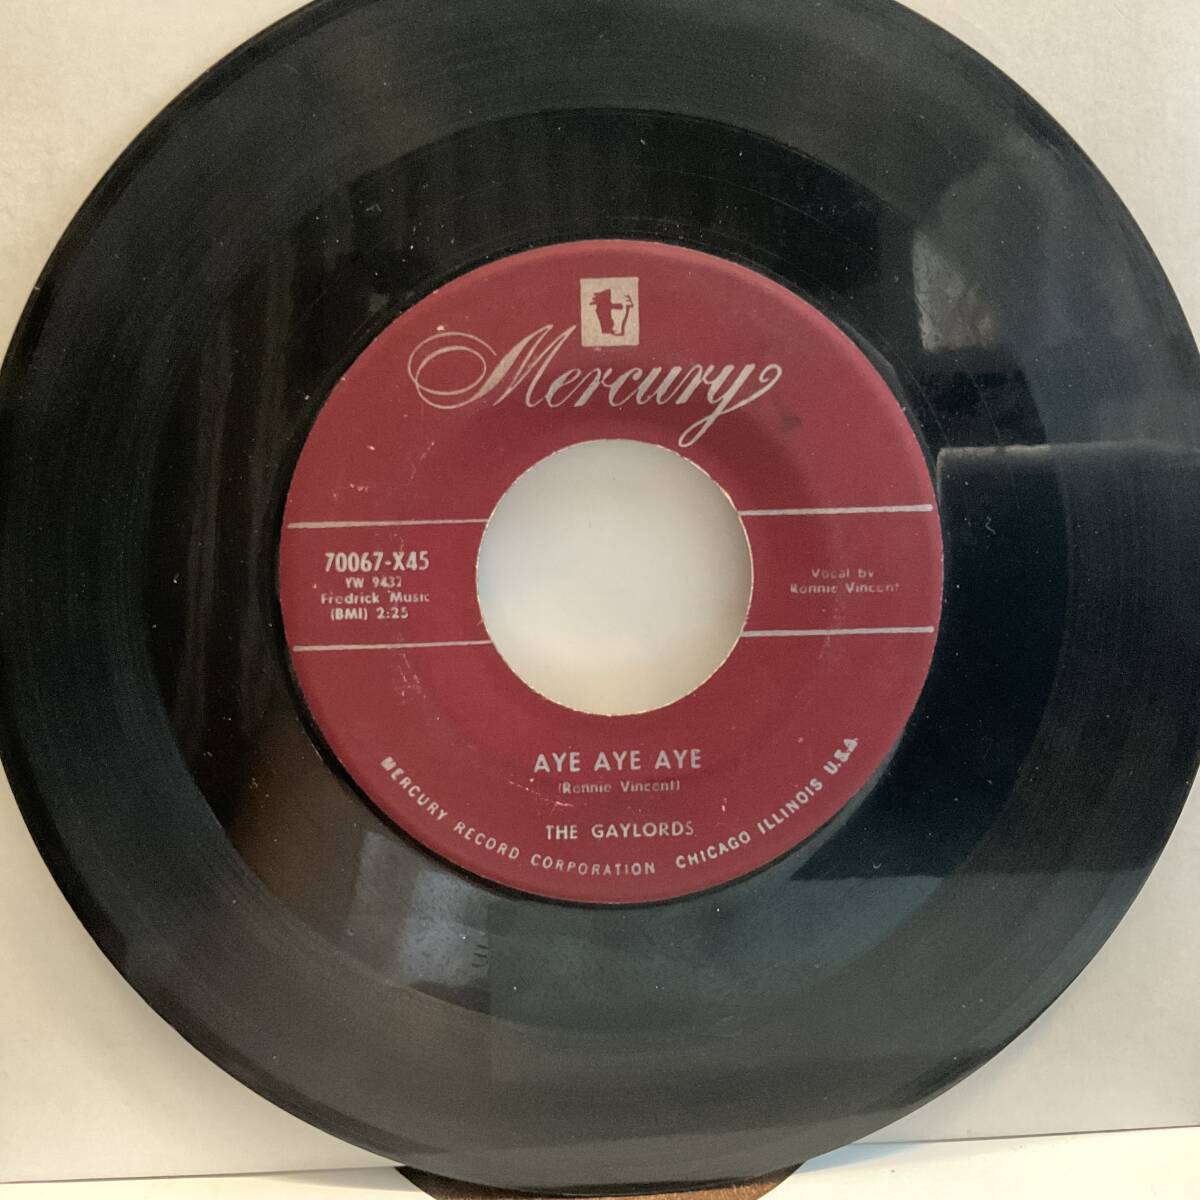 Mercury
70067-X45
YW 9432
Fredrick Music
(BMI) 2:25
Vocal by
Ronnie Vincent
AYE AYE AYE
(Ronnie Vincent)
THE GAYLORDS
MERCURY RECORD CORPORATION CHICAGO ILLINOIS U.S.A.